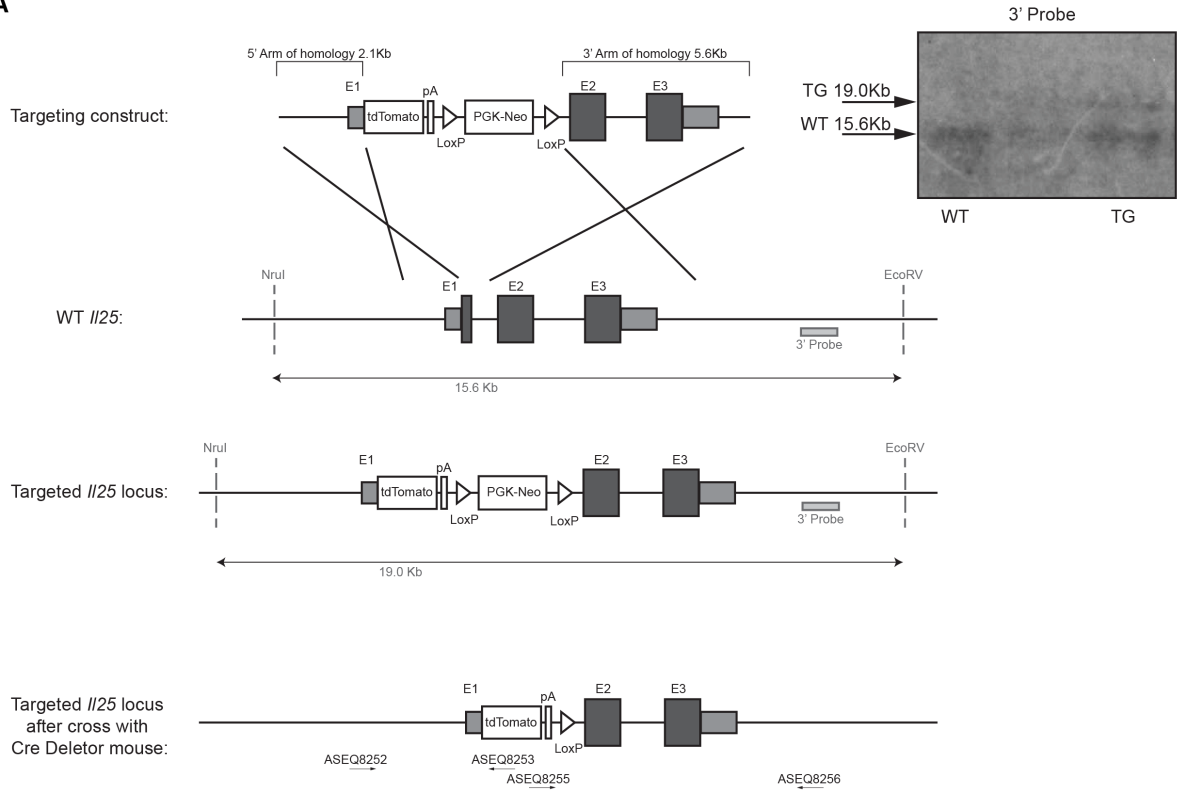 A
3' Probe
5' Arm of homology 2.1Kb
3' Arm of homology 5.6Kb
E1
pA
E2
E3
Targeting construct:
tdTomato
PGK-Neo
LoxP
LoxP
TG 19.0Kb
WT 15.6Kb
WT
TG
NruI
EcoRV
E1
E2
E3
WT Il25:
3' Probe
15.6 Kb
NruI
EcoRV
E1
pA
E2
E3
Targeted Il25 locus:
tdTomato
PGK-Neo
LoxP
LoxP
3' Probe
19.0 Kb
E1
pA
E2
E3
Targeted Il25 locus
after cross with
Cre Deletor mouse:
tdTomato
LoxP
ASEQ8252
ASEQ8253
ASEQ8255
ASEQ8256